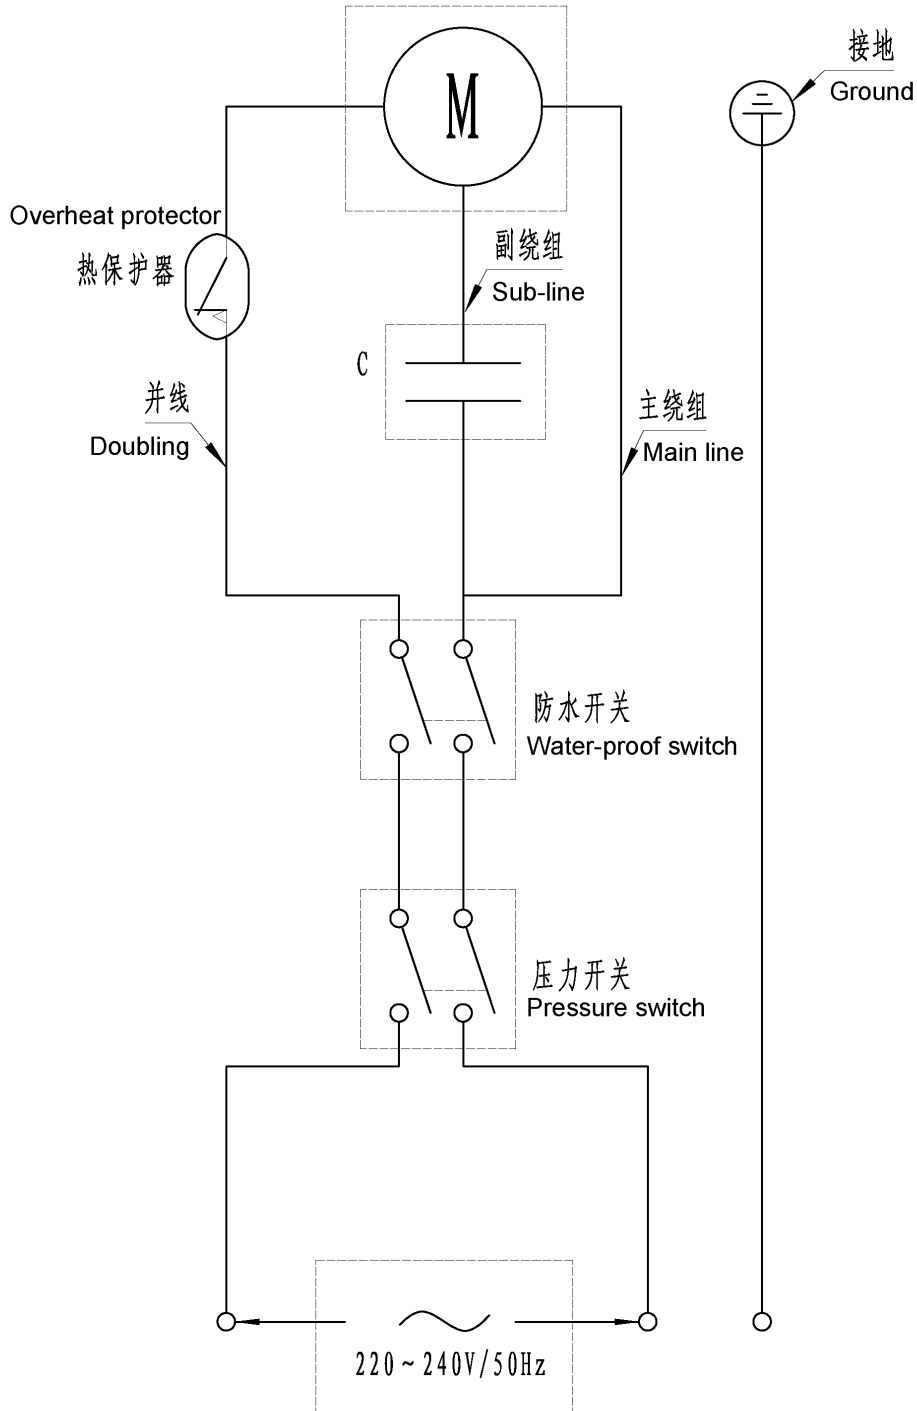 接地
Ground
M
Overheat protector
热保护器
副绕组
Sub-line
C
并线
Doubling
主绕组
Main line
防水开关
Water-proof switch
压力开关
Pressure switch
220~240V/50Hz